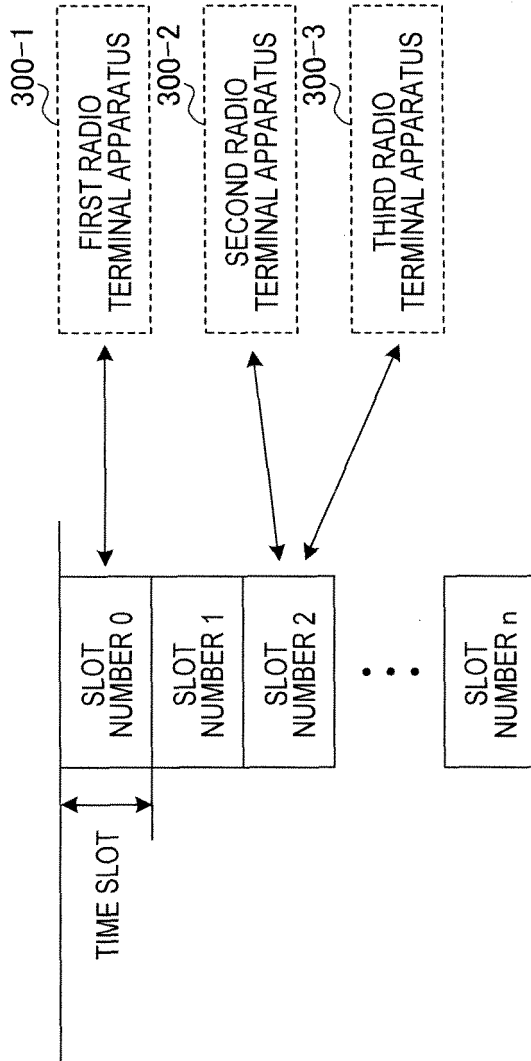 TIME SLOT
SLOT
NUMBER 0
SLOT
NUMBER 1
SLOT
NUMBER 2
SLOT
NUMBER n
300-1
FIRST RADIO
TERMINAL APPARATUS
300-2
SECOND RADIO
TERMINAL APPARATUS
300-3
THIRD RADIO
TERMINAL APPARATUS